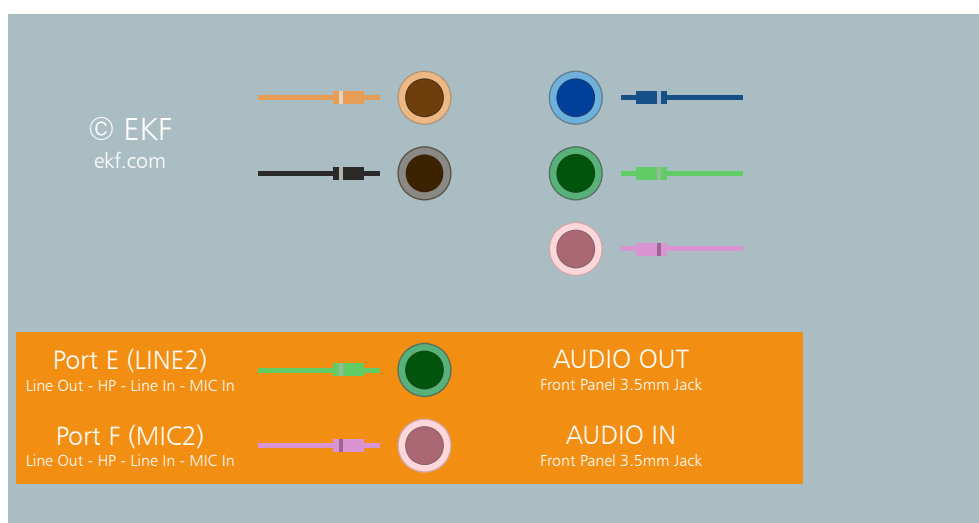 © EKF
ekf.com
Port E (LINE2)
Line Out - HP - Line In - MIC In
AUDIO OUT
Front Panel 3.5mm Jack
Port F (MIC2)
Line Out - HP - Line In - MIC In
AUDIO IN
Front Panel 3.5mm Jack